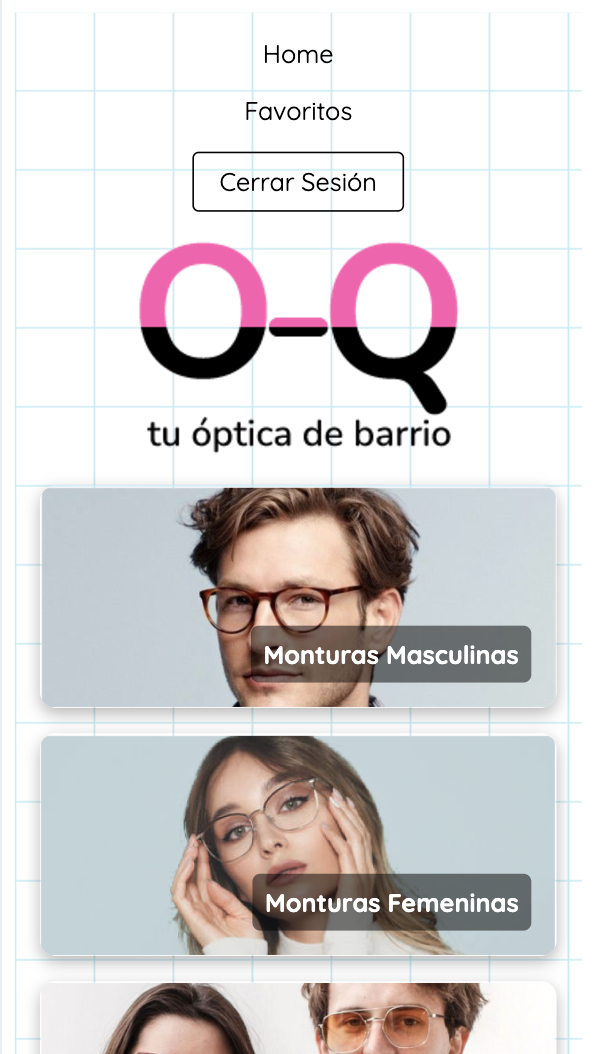 Home
Favoritos
Cerrar Sesión
O-Q
tu óptica de barrio
Monturas Masculinas
Monturas Femeninas